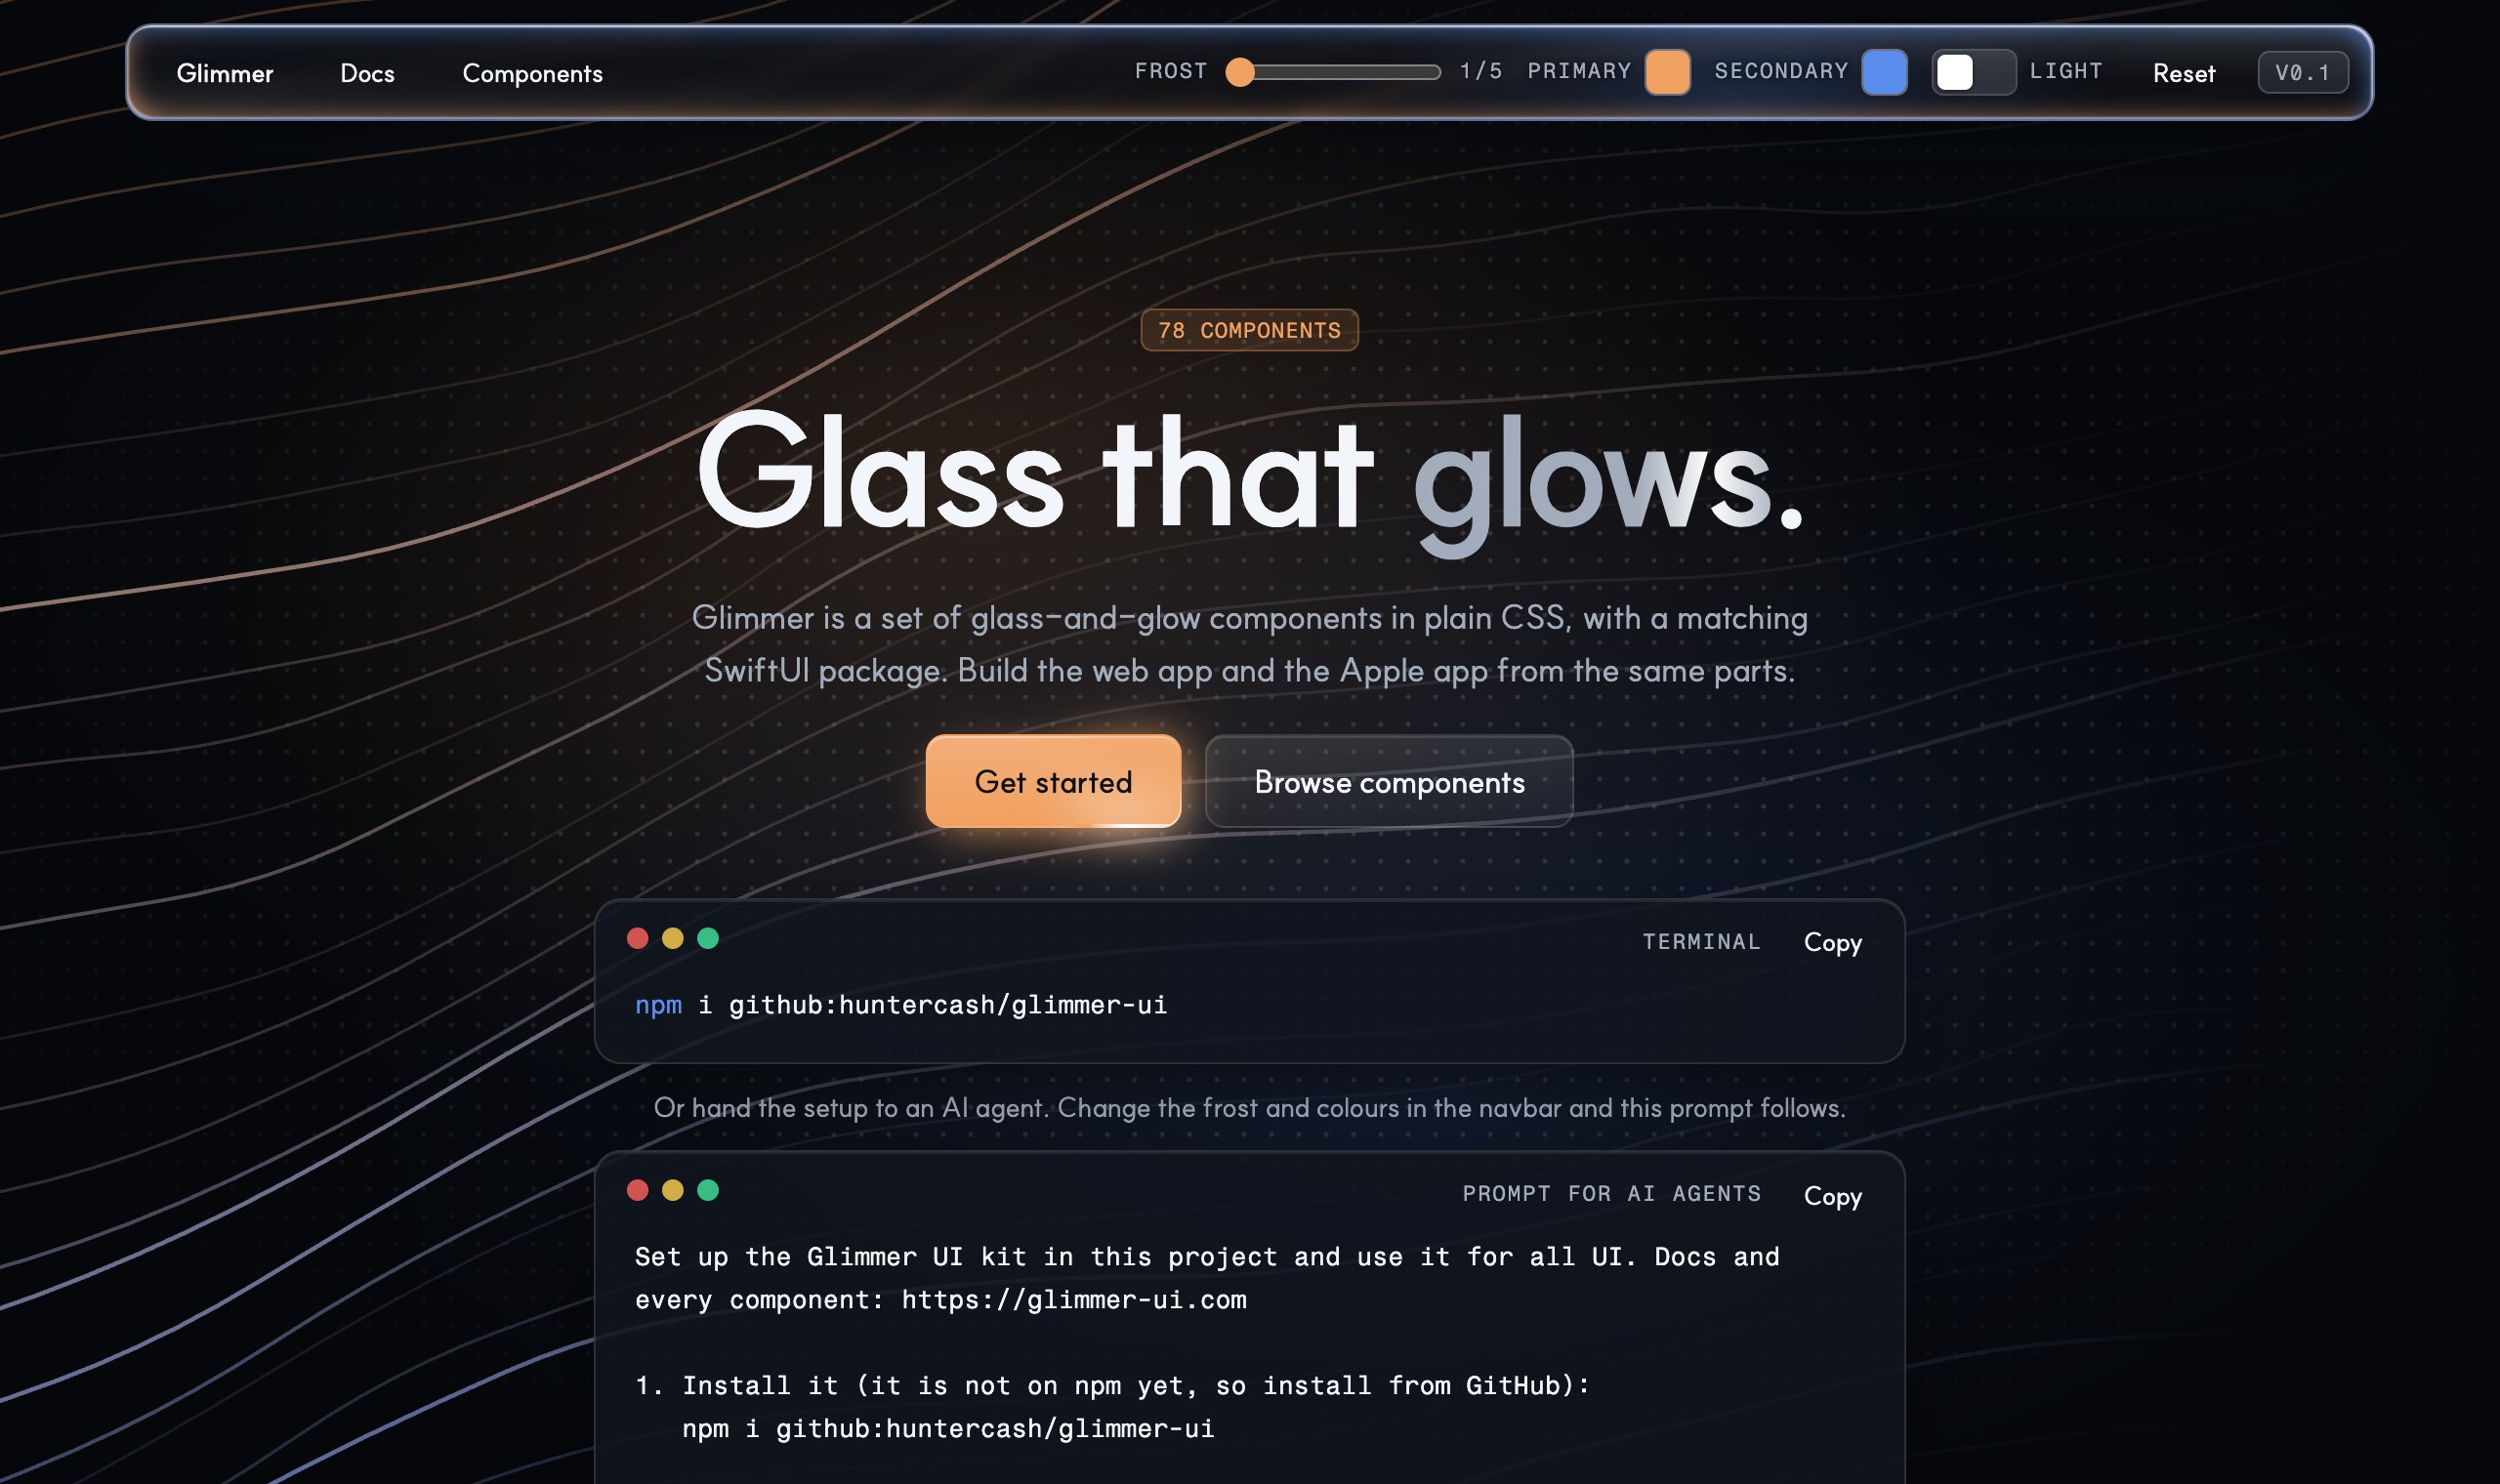 Glimmer Docs Components FROST 1/5 PRIMARY SECONDARY LIGHT Reset V0.1
78 COMPONENTS
Glass that glows.
Glimmer is a set of glass-and-glow components in plain CSS, with a matching
SwiftUI package. Build the web app and the Apple app from the same parts.
Get started Browse components
TERMINAL Copy
npm i github:huntercash/glimmer-ui
Or hand the setup to an AI agent. Change the frost and colours in the navbar and this prompt follows.
PROMPT FOR AI AGENTS Copy
Set up the Glimmer UI kit in this project and use it for all UI. Docs and
every component: https://glimmer-ui.com
1. Install it (it is not on npm yet, so install from GitHub):
npm i github:huntercash/glimmer-ui